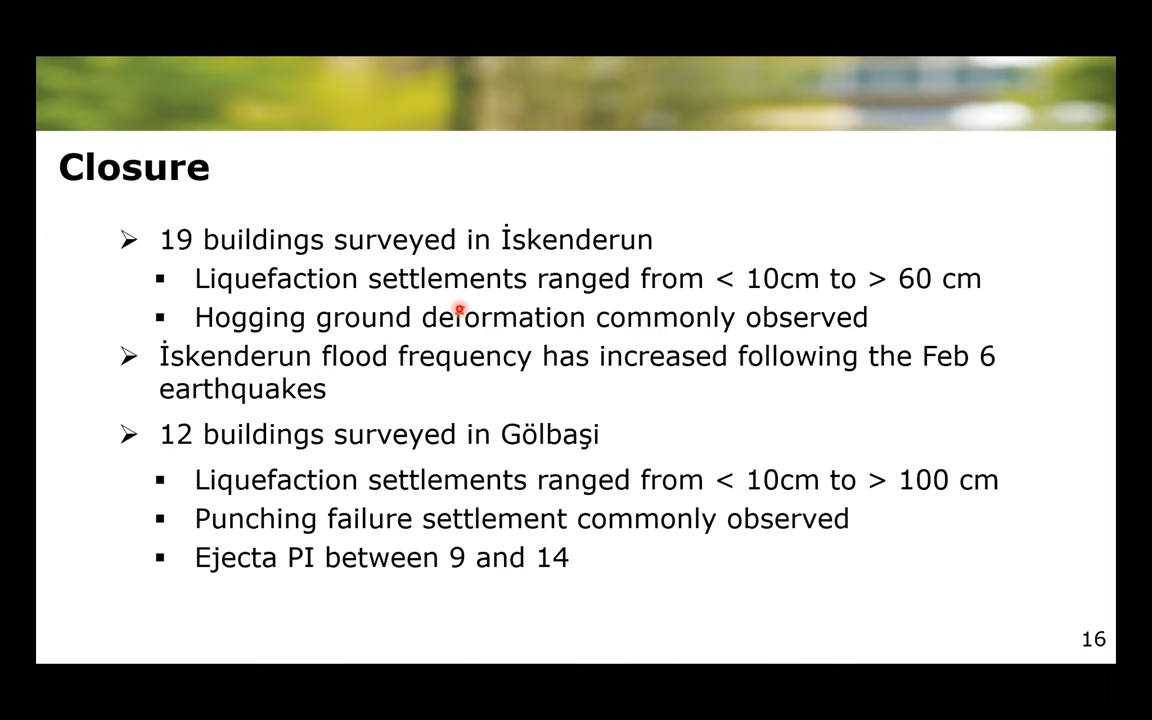 Closure
➢ 19 buildings surveyed in İskenderun
▪ Liquefaction settlements ranged from < 10cm to > 60 cm
▪ Hogging ground deformation commonly observed
➢ İskenderun flood frequency has increased following the Feb 6
earthquakes
➢ 12 buildings surveyed in Gölbaşi
▪ Liquefaction settlements ranged from < 10cm to > 100 cm
▪ Punching failure settlement commonly observed
▪ Ejecta PI between 9 and 14
16